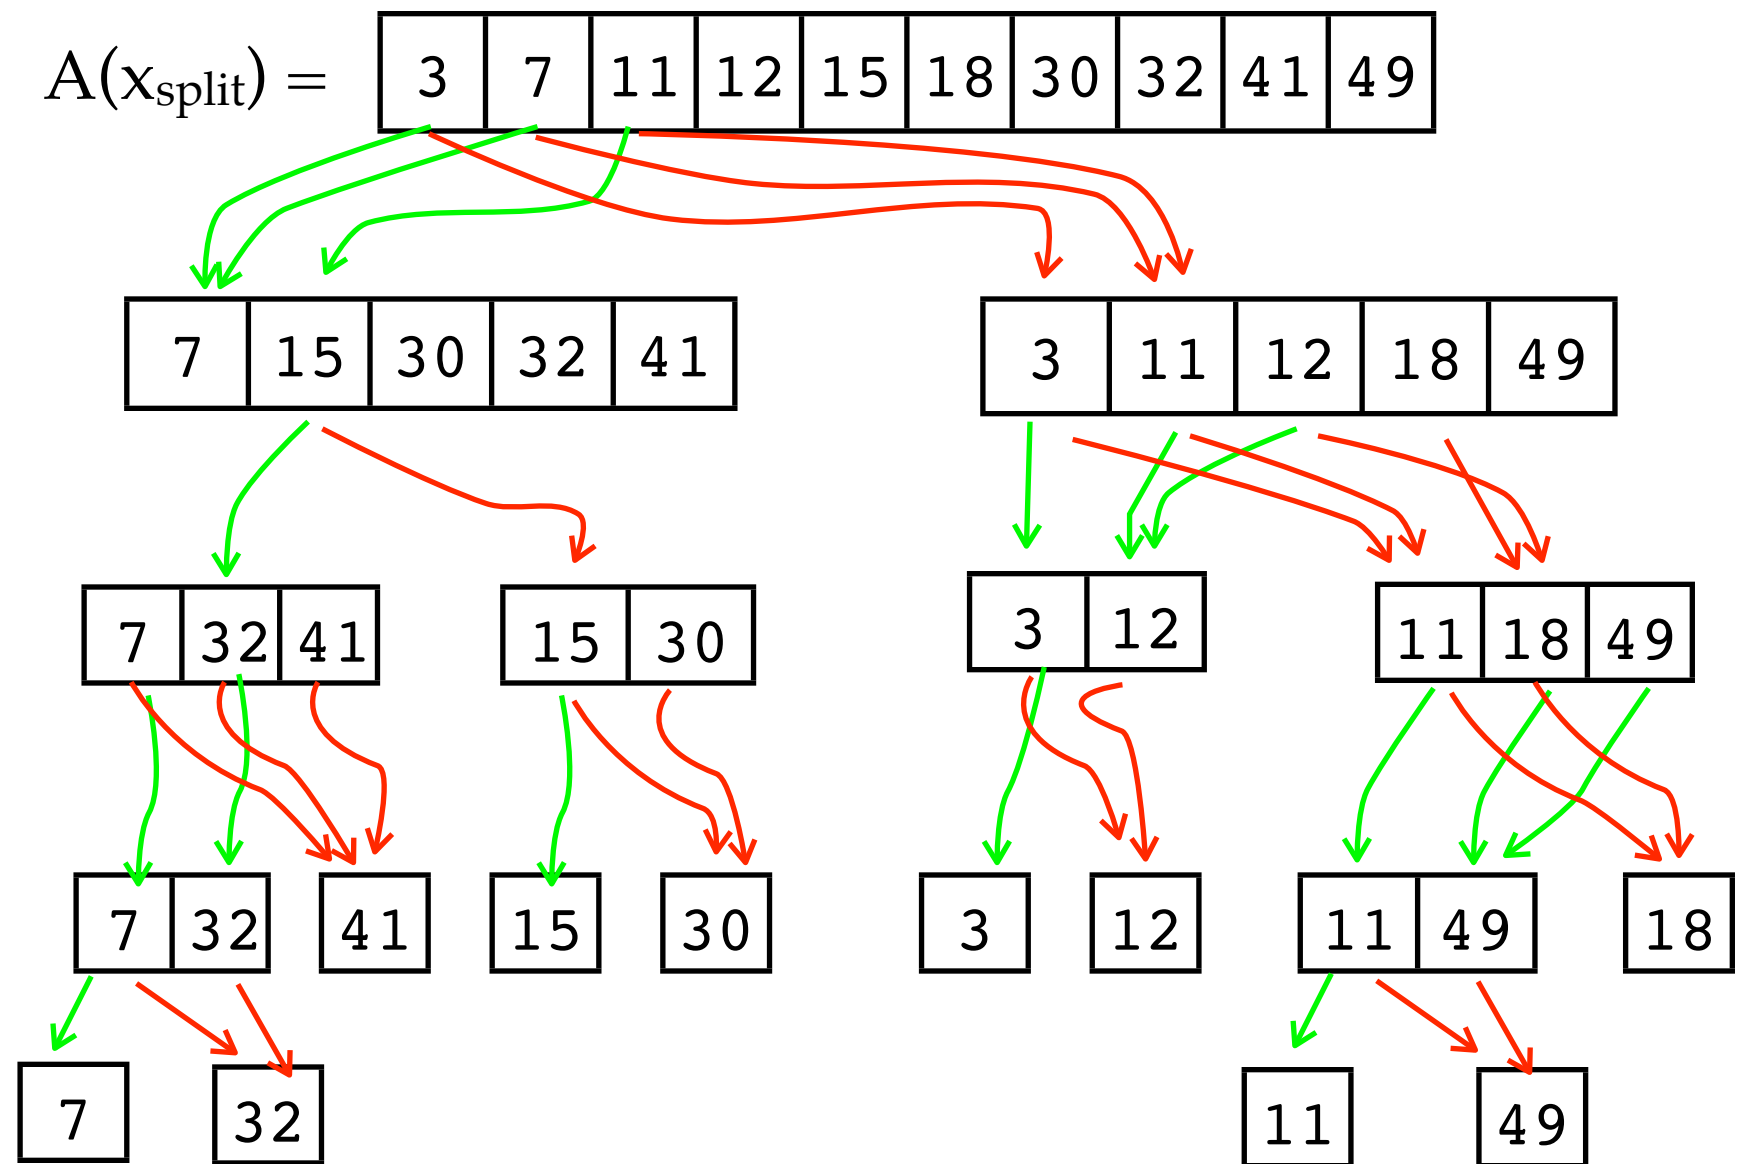 A(xsplit) = 3 7 11 12 15 18 30 32 41 49
7 15 30 32 41 3 11 12 18 49
7 32 41 15 30 3 12 11 18 49
7 32 41 15 30 3 12 11 49 18
7 32 11 49